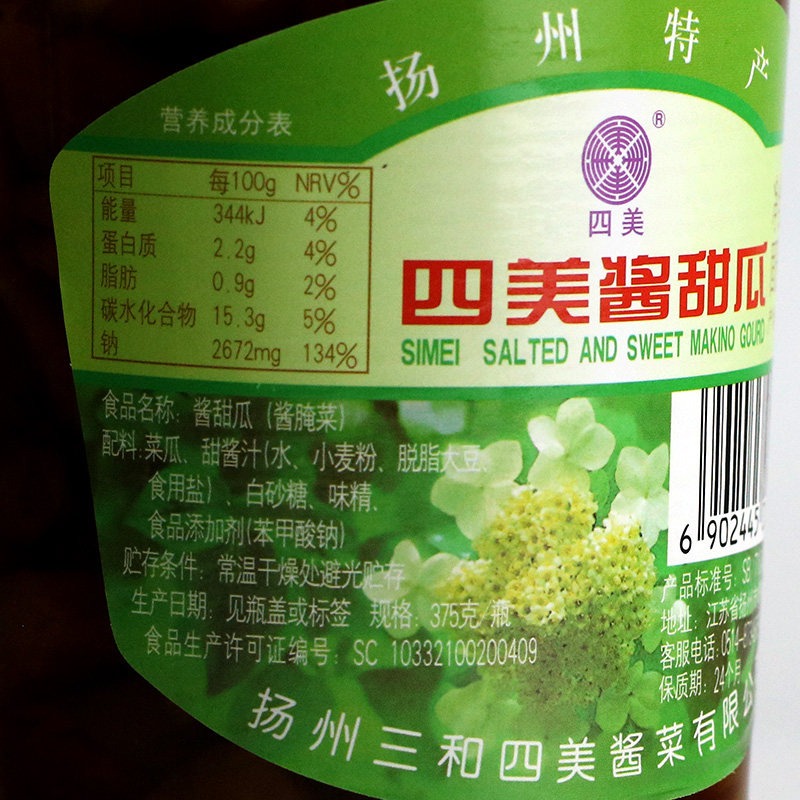 扬州特产
营养成分表
项目 每100g NRV%
能量 344kJ 4%
蛋白质 2.2g 4%
脂肪 0.9g 2%
碳水化合物 15.3g 5%
钠 2672mg 134%
®
四美
四美酱甜瓜
SIMEI SALTED AND SWEET MAKINO GOURD
食品名称: 酱甜瓜 (酱腌菜)
配料: 菜瓜、甜酱汁(水、小麦粉、脱脂大豆、
食用盐)、白砂糖、味精、
食品添加剂(苯甲酸钠)
贮存条件: 常温干燥处避光贮存
生产日期: 见瓶盖或标签 规格: 375克/瓶
食品生产许可证编号: SC 10332100200409
6 902445
产品标准号: SB
地址: 江苏省扬州
客服电话: 0514-
保质期: 24个月
扬州三和四美酱菜有限公